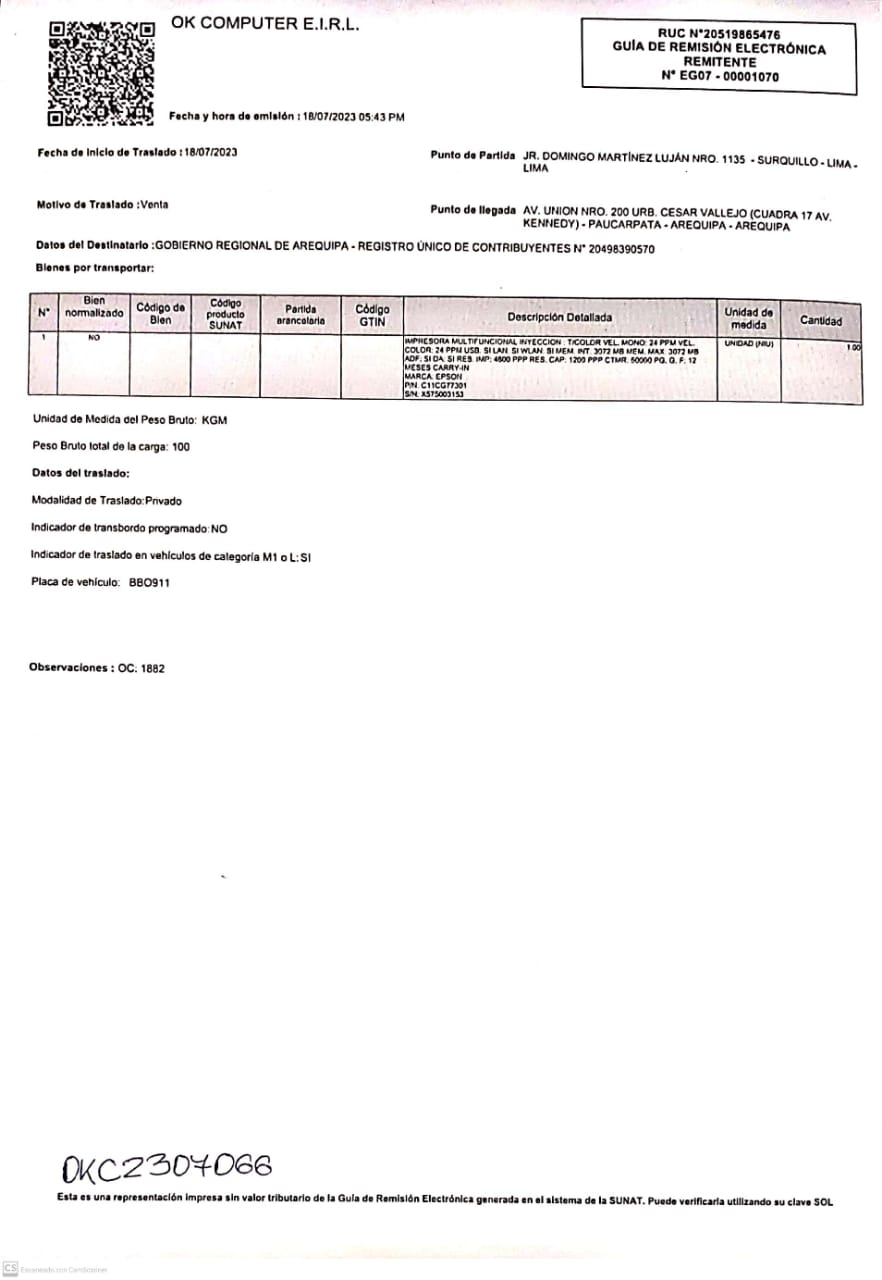 OK COMPUTER E.I.R.L.
RUC N°20519865476
GUÍA DE REMISIÓN ELECTRÓNICA
REMITENTE
N° EG07 - 00001070
Fecha y hora de emisión : 18/07/2023 05:43 PM
Fecha de inicio de Traslado : 18/07/2023
Punto de Partida JR. DOMINGO MARTÍNEZ LUJÁN NRO. 1135 - SURQUILLO - LIMA -
LIMA
Motivo de Traslado :Venta
Punto de llegada AV. UNION NRO. 200 URB. CESAR VALLEJO (CUADRA 17 AV.
KENNEDY) - PAUCARPATA - AREQUIPA - AREQUIPA
Datos del Destinatario :GOBIERNO REGIONAL DE AREQUIPA - REGISTRO ÚNICO DE CONTRIBUYENTES N° 20498390570
Bienes por transportar:
N° Bien normalizado Código de Bien Código producto SUNAT Partida arancelaria Código GTIN Descripción Detallada Unidad de medida Cantidad
1 NO IMPRESORA MULTIFUNCIONAL INYECCION : T/COLOR VEL. MONO: 24 PPM VEL. UNIDAD (NIU) 1.00
COLOR: 24 PPM USB. SI LAN: SI WLAN: SI MEM. INT. 3072 MB MEM. MAX. 3072 MB
ADF: SI DA: SI RES. IMP: 4800 PPP RES. CAP: 1200 PPP CTMR. 50000 PG. G. F. 12
MESES CARRY-IN
MARCA. EPSON
P/N: C11CG77301
S/N: X575003153
Unidad de Medida del Peso Bruto: KGM
Peso Bruto total de la carga: 100
Datos del traslado:
Modalidad de Traslado:Privado
Indicador de transbordo programado:NO
Indicador de traslado en vehículos de categoría M1 o L:SI
Placa de vehículo: BBO911
Observaciones : OC: 1882
OKC2307066
Esta es una representación impresa sin valor tributario de la Guía de Remisión Electrónica generada en el sistema de la SUNAT. Puede verificarla utilizando su clave SOL
CS Escaneado con CamScanner